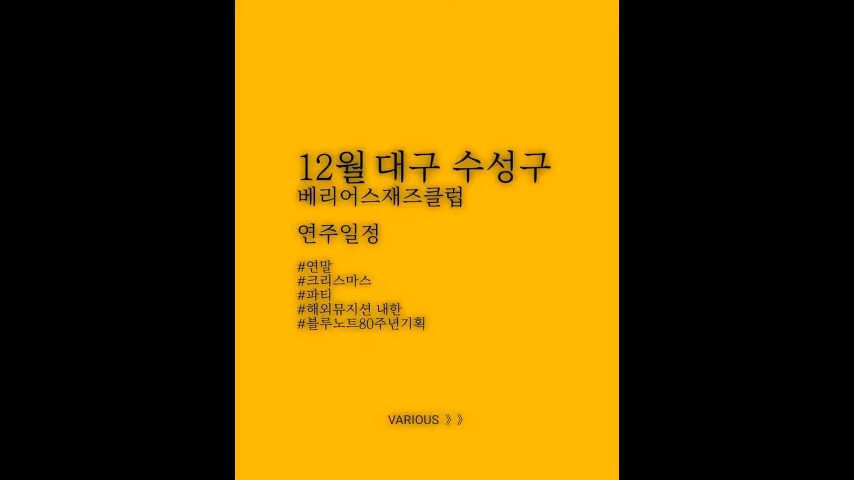 12월 대구 수성구
베리어스재즈클럽
연주일정
#연말
#크리스마스
#파티
#해외뮤지션 내한
#블루노트80주년기획
VARIOUS 》》